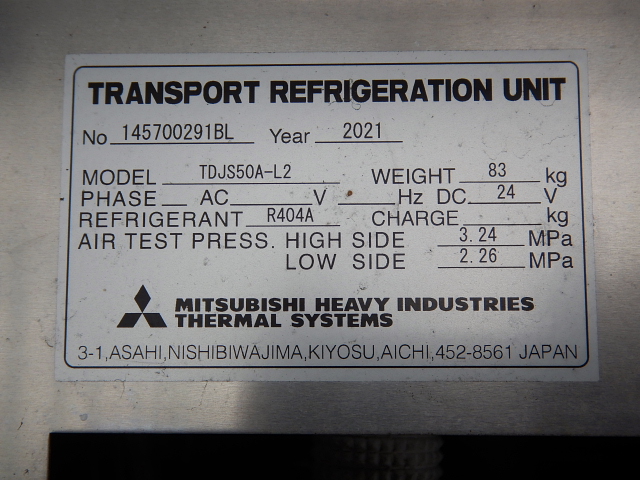 TRANSPORT REFRIGERATION UNIT
No 145700291BL Year 2021
MODEL TDJS50A-L2 WEIGHT 83 kg
PHASE AC V Hz DC 24 V
REFRIGERANT R404A CHARGE kg
AIR TEST PRESS. HIGH SIDE 3.24 MPa
LOW SIDE 2.26 MPa
MITSUBISHI HEAVY INDUSTRIES
THERMAL SYSTEMS
3-1,ASAHI,NISHIBIWAJIMA,KIYOSU,AICHI,452-8561 JAPAN